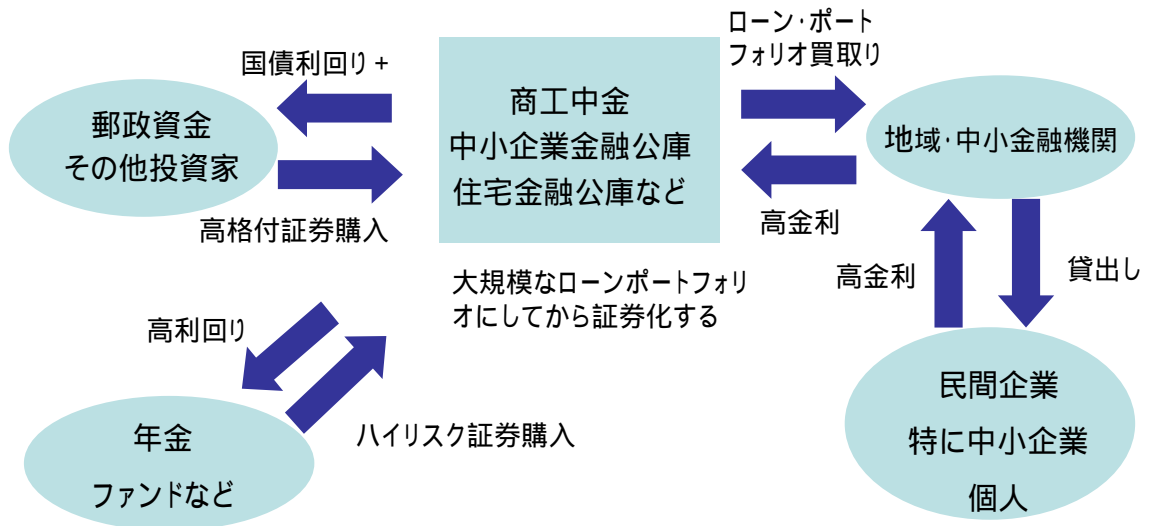 ローン・ポート
フォリオ買取り
国債利回り+
商工中金
中小企業金融公庫
住宅金融公庫など
郵政資金
その他投資家
地域・中小金融機関
高格付証券購入
高金利
大規模なローンポートフォリ
オにしてから証券化する
高金利
貸出し
高利回り
民間企業
特に中小企業
個人
年金
ファンドなど
ハイリスク証券購入